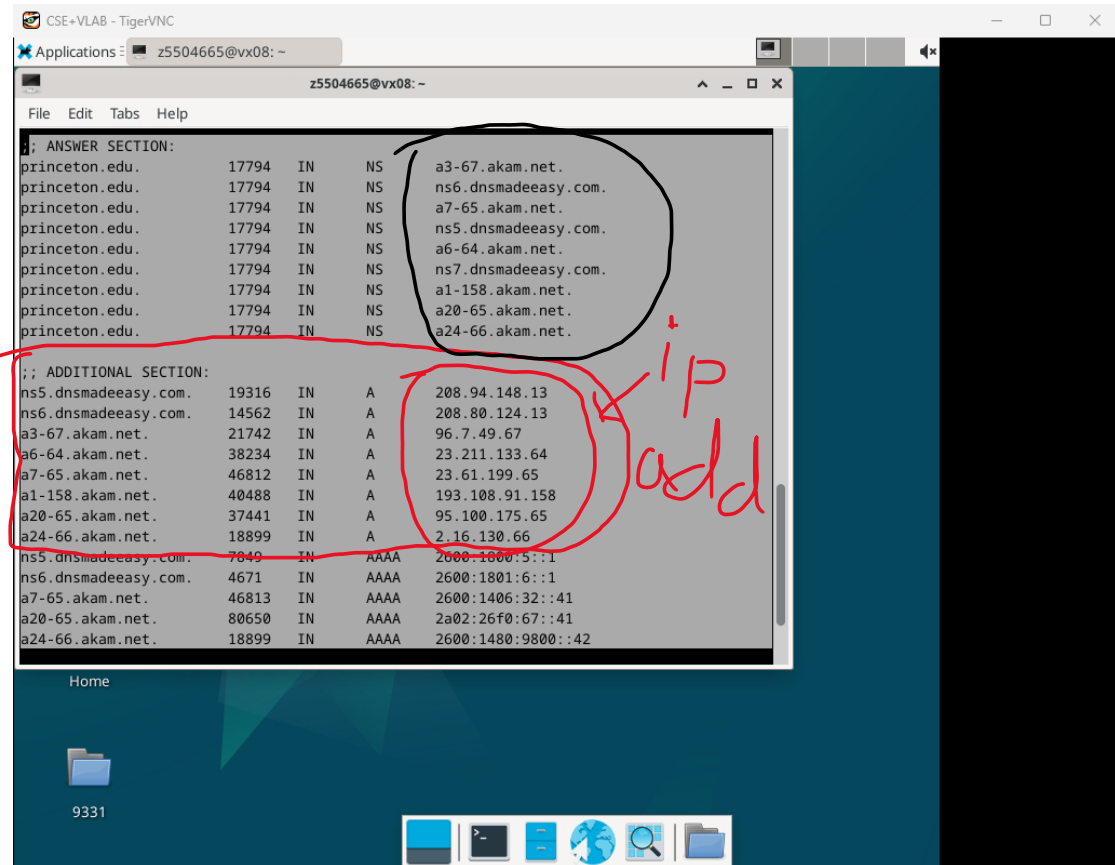 CSE+VLAB - TigerVNC
Applications z5504665@vx08: ~
z5504665@vx08: ~
File Edit Tabs Help
;; ANSWER SECTION:
princeton.edu. 17794 IN NS a3-67.akam.net.
princeton.edu. 17794 IN NS ns6.dnsmadeeasy.com.
princeton.edu. 17794 IN NS a7-65.akam.net.
princeton.edu. 17794 IN NS ns5.dnsmadeeasy.com.
princeton.edu. 17794 IN NS a6-64.akam.net.
princeton.edu. 17794 IN NS ns7.dnsmadeeasy.com.
princeton.edu. 17794 IN NS a1-158.akam.net.
princeton.edu. 17794 IN NS a20-65.akam.net.
princeton.edu. 17794 IN NS a24-66.akam.net.
ip
add
;; ADDITIONAL SECTION:
ns5.dnsmadeeasy.com. 19316 IN A 208.94.148.13
ns6.dnsmadeeasy.com. 14562 IN A 208.80.124.13
a3-67.akam.net. 21742 IN A 96.7.49.67
a6-64.akam.net. 38234 IN A 23.211.133.64
a7-65.akam.net. 46812 IN A 23.61.199.65
a1-158.akam.net. 40488 IN A 193.108.91.158
a20-65.akam.net. 37441 IN A 95.100.175.65
a24-66.akam.net. 18899 IN A 2.16.130.66
ns5.dnsmadeeasy.com. 7849 IN AAAA 2600:1800:5::1
ns6.dnsmadeeasy.com. 4671 IN AAAA 2600:1801:6::1
a7-65.akam.net. 46813 IN AAAA 2600:1406:32::41
a20-65.akam.net. 80650 IN AAAA 2a02:26f0:67::41
a24-66.akam.net. 18899 IN AAAA 2600:1480:9800::42
Home
9331